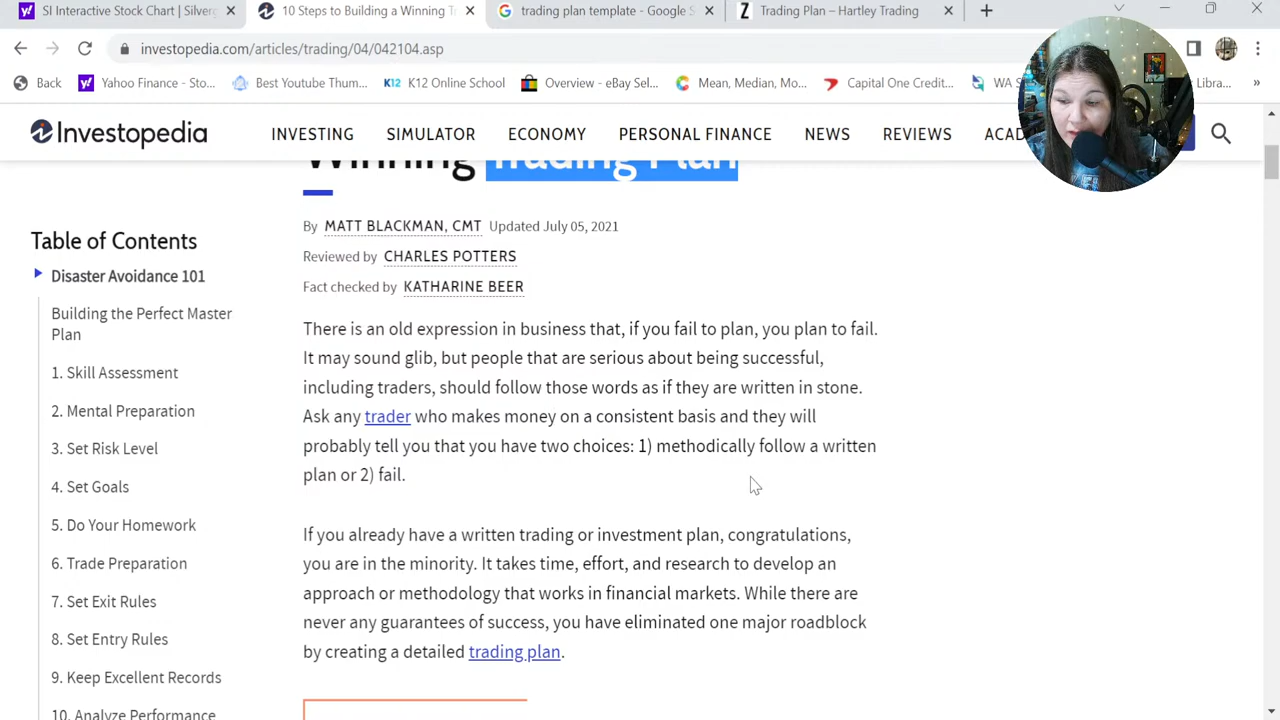 SI Interactive Stock Chart | Silverg
10 Steps to Building a Winning T
trading plan template - Google S
Trading Plan – Hartley Trading
investopedia.com/articles/trading/04/042104.asp
Back
Yahoo Finance - Sto...
Best Youtube Thum...
K12 Online School
Overview - eBay Sel...
Mean, Median, Mo...
Capital One Credit...
WA S
Libra...
Investopedia
INVESTING
SIMULATOR
ECONOMY
PERSONAL FINANCE
NEWS
REVIEWS
ACAD
Winning Trading Plan
By MATT BLACKMAN, CMT Updated July 05, 2021
Reviewed by CHARLES POTTERS
Fact checked by KATHARINE BEER
Table of Contents
Disaster Avoidance 101
Building the Perfect Master
Plan
1. Skill Assessment
2. Mental Preparation
3. Set Risk Level
4. Set Goals
5. Do Your Homework
6. Trade Preparation
7. Set Exit Rules
8. Set Entry Rules
9. Keep Excellent Records
10. Analyze Performance
There is an old expression in business that, if you fail to plan, you plan to fail.
It may sound glib, but people that are serious about being successful,
including traders, should follow those words as if they are written in stone.
Ask any trader who makes money on a consistent basis and they will
probably tell you that you have two choices: 1) methodically follow a written
plan or 2) fail.
If you already have a written trading or investment plan, congratulations,
you are in the minority. It takes time, effort, and research to develop an
approach or methodology that works in financial markets. While there are
never any guarantees of success, you have eliminated one major roadblock
by creating a detailed trading plan.